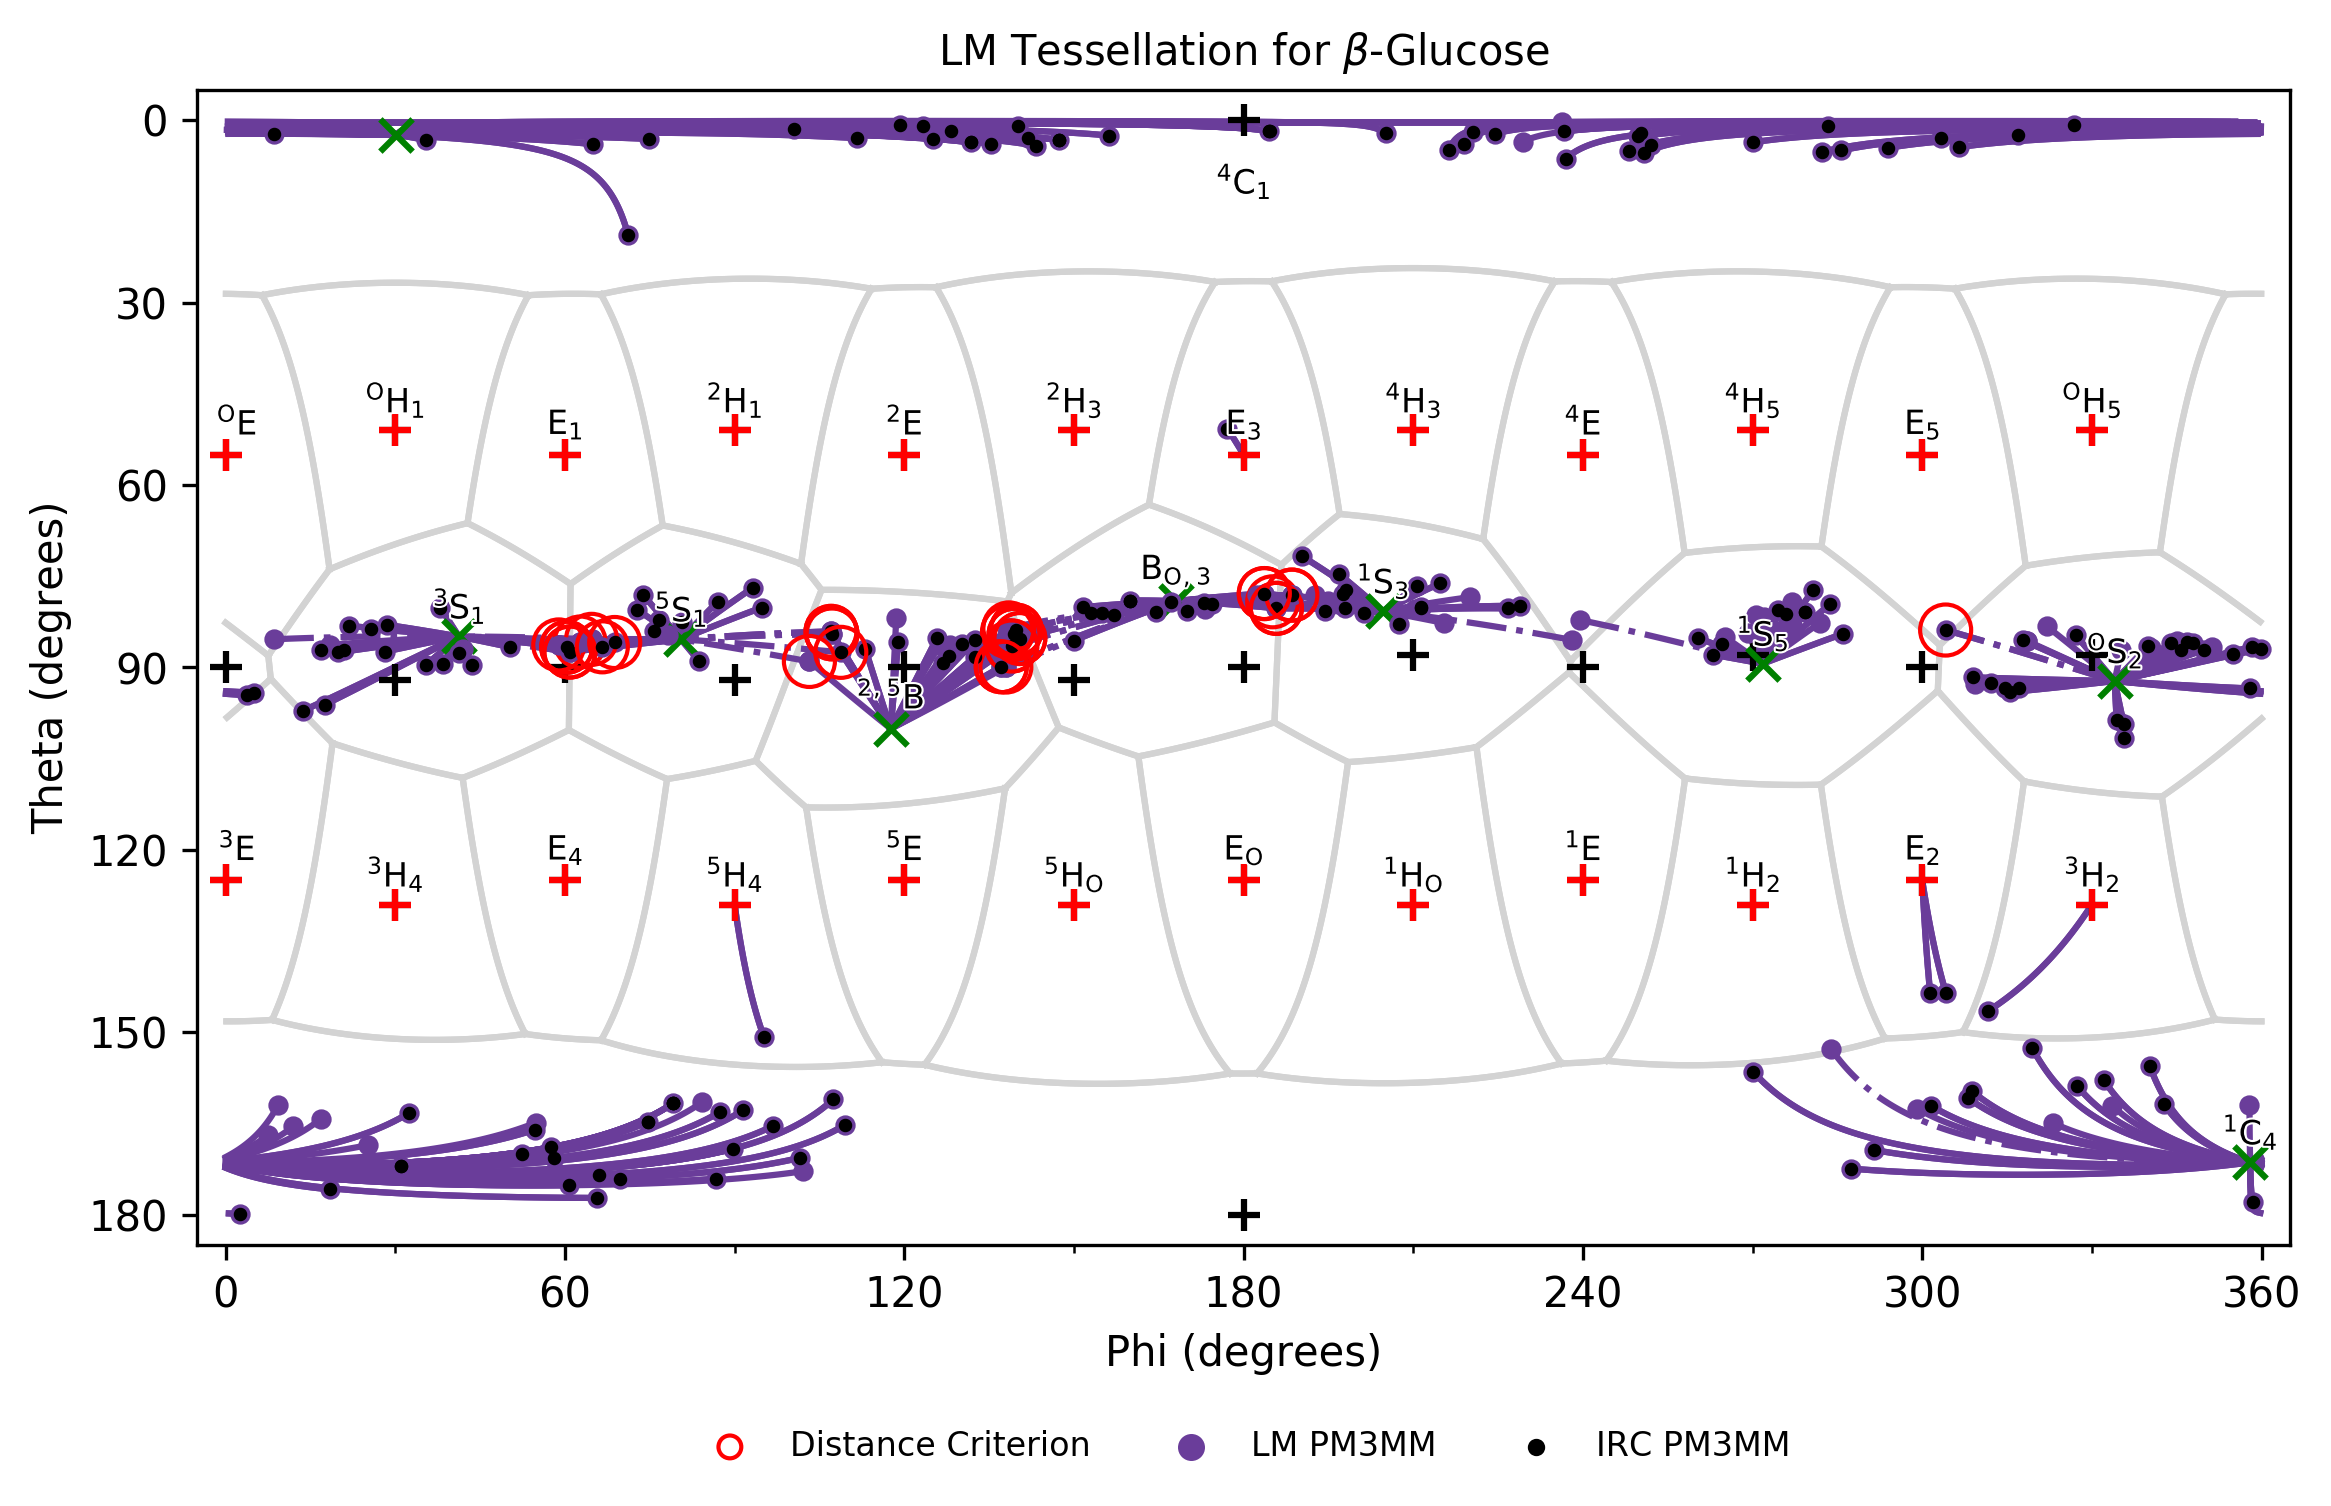 LM Tessellation for β-Glucose
0
⁴C₁
30
ᴼE ᴼH₁ E₁ ²H₁ ²E ²H₃ E₃ ⁴H₃ ⁴E ⁴H₅ E₅ ᴼH₅
60
³S₁ ⁵S₁ B_O,3 ¹S₃ ¹S₅ ᴼS₂
90
²,⁵B
Theta (degrees)
120
³E ³H₄ E₄ ⁵H₄ ⁵E ⁵H_O E_O ¹H_O ¹E ¹H₂ E₂ ³H₂
150
¹C₄
180
0 60 120 180 240 300 360
Phi (degrees)
Distance Criterion LM PM3MM IRC PM3MM